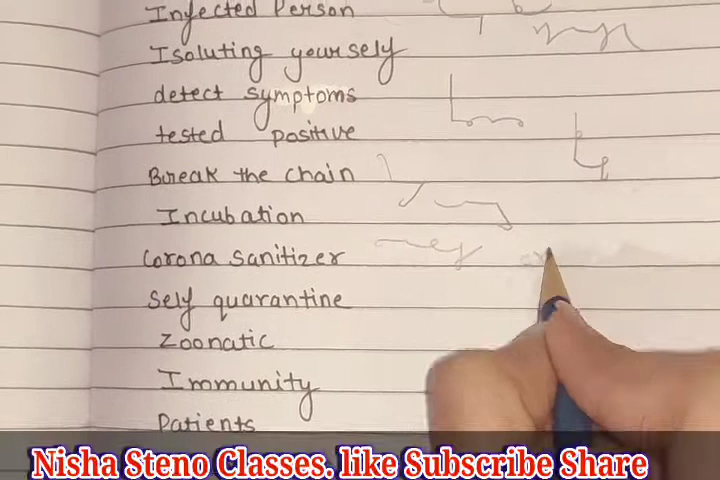 Infected Person
Isoluting yoursely
detect symptoms
tested positive
Break the chain
Incubation
Corona sanitizer
Self quarantine
Zoonatic
Immunity
Patients
Nisha Steno Classes. like Subscribe Share